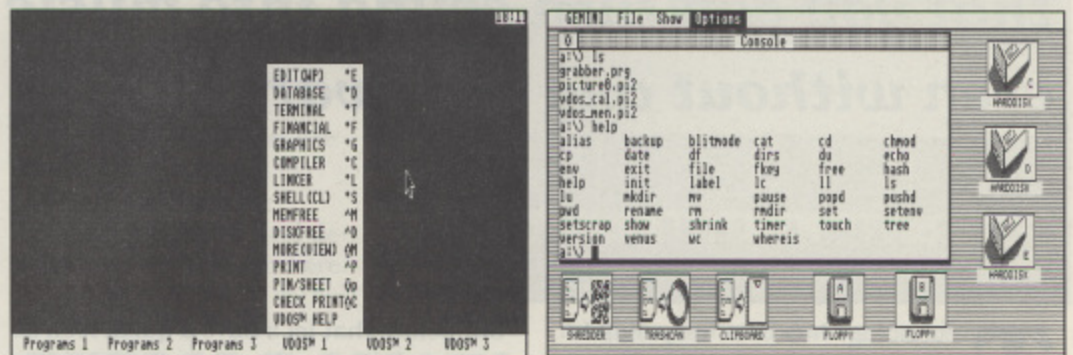 18:1
EDIT(WP) ^E
DATABASE ^D
TERMINAL ^T
FINANCIAL ^F
GRAPHICS ^G
COMPILER ^C
LINKER ^L
SHELL(CL) ^S
MEMFREE ^M
DISKFREE ^D
MORE(VIEW) @M
PRINT ^P
PIN/SHEET @p
CHECK PRINT@C
VDOS™ HELP
Programs 1 Programs 2 Programs 3 VDOS™ 1 VDOS™ 2 VDOS™ 3
GEMINI File Show Options
Console
a:\) ls
grabber.prg
picture0.pi2
vdos_cal.pi2
vdos_men.pi2
a:\) help
alias backup blitmode cat cd chmod
cp date df dirs du echo
env exit file fkey free hash
help init label lc ll ls
lu mkdir mv pause popd pushd
pwd rename rm rmdir set setenv
setscrap show shrink timer touch tree
version venus wc whereis
a:\)
C
HARDDISK
D
HARDDISK
E
HARDDISK
A B
SHREDDER TRASHCAN CLIPBOARD FLOPPY FLOPPY